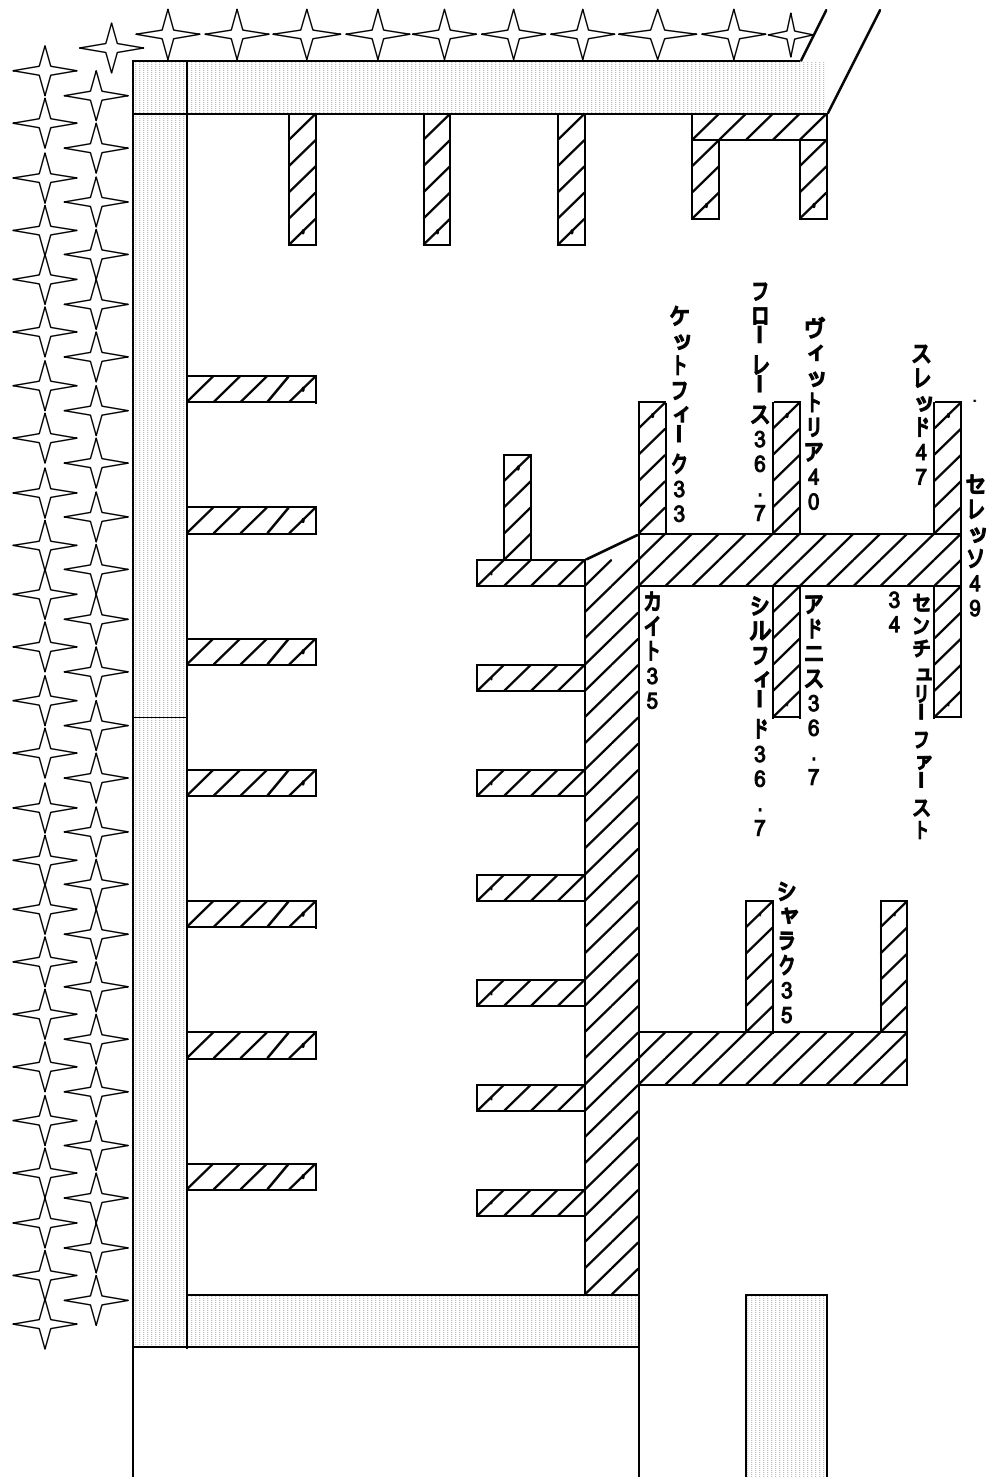 ケットフィーク33
フローレース36.7
ヴィットリア40
スレッド47
セレッソ49
カイト35
シルフィード36.7
アドニス36.7
センチュリーファースト
34
シャラク35